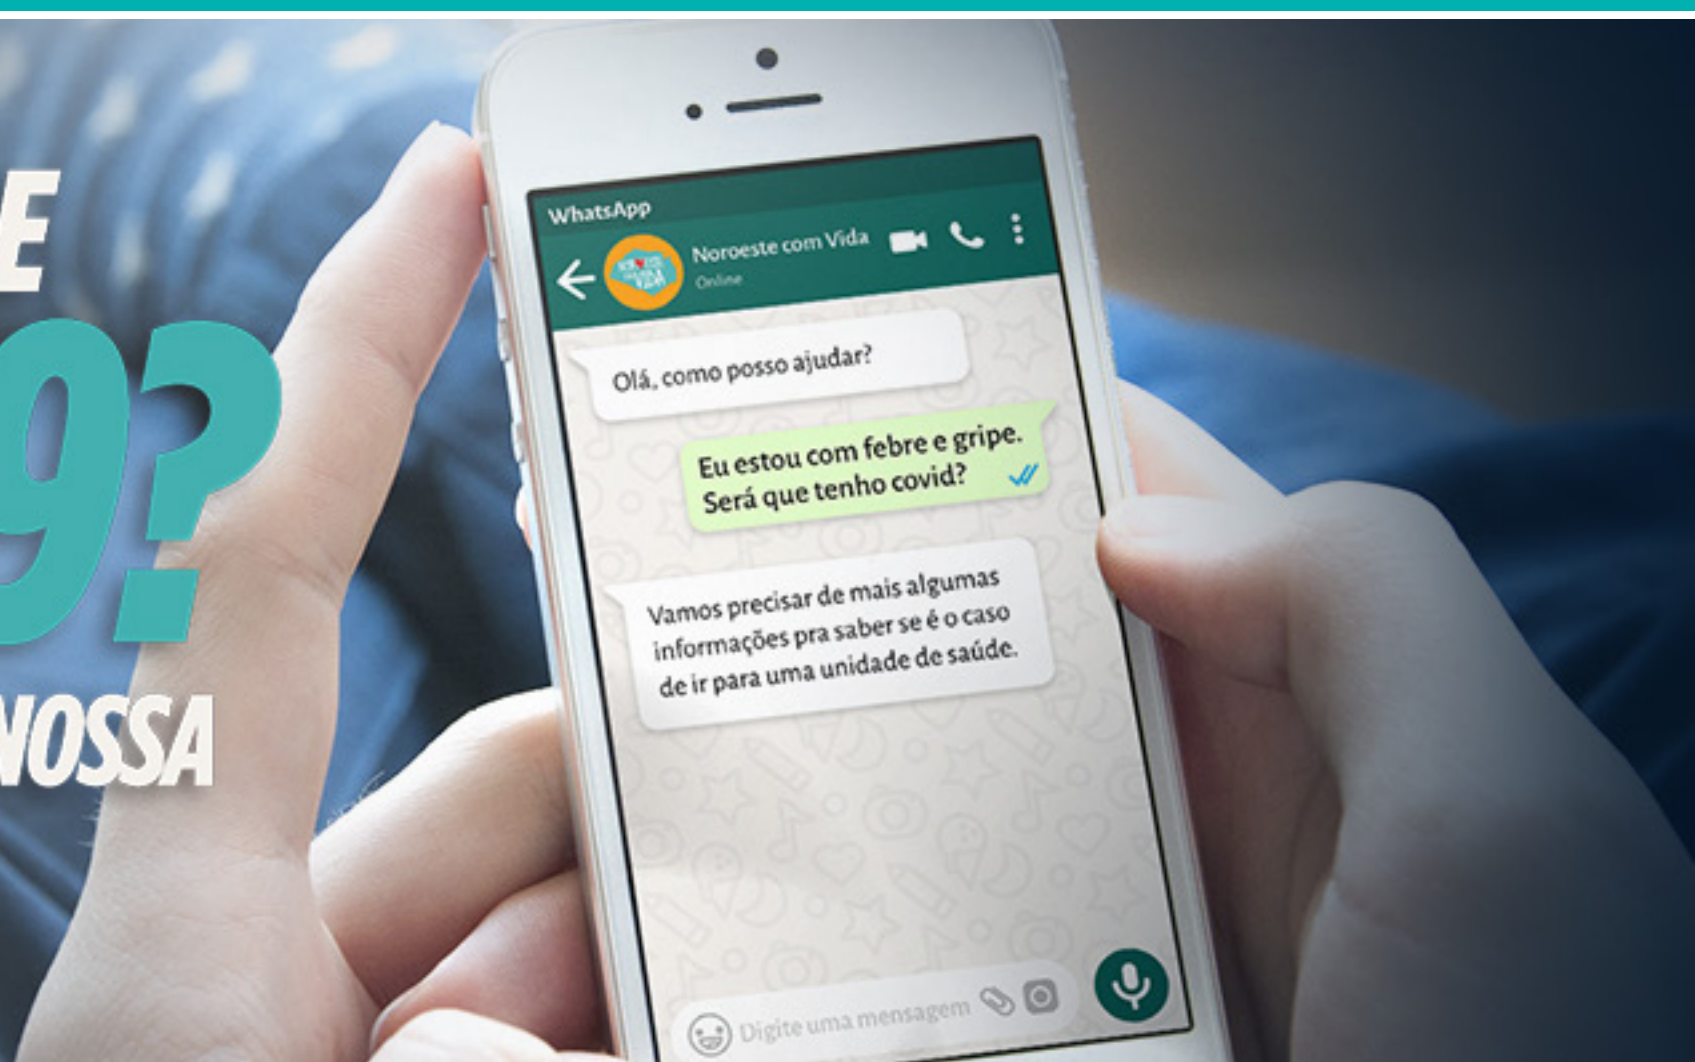 E
9?
NOSSA
WhatsApp
Noroeste com Vida
Online
Olá, como posso ajudar?
Eu estou com febre e gripe.
Será que tenho covid?
Vamos precisar de mais algumas
informações pra saber se é o caso
de ir para uma unidade de saúde.
Digite uma mensagem